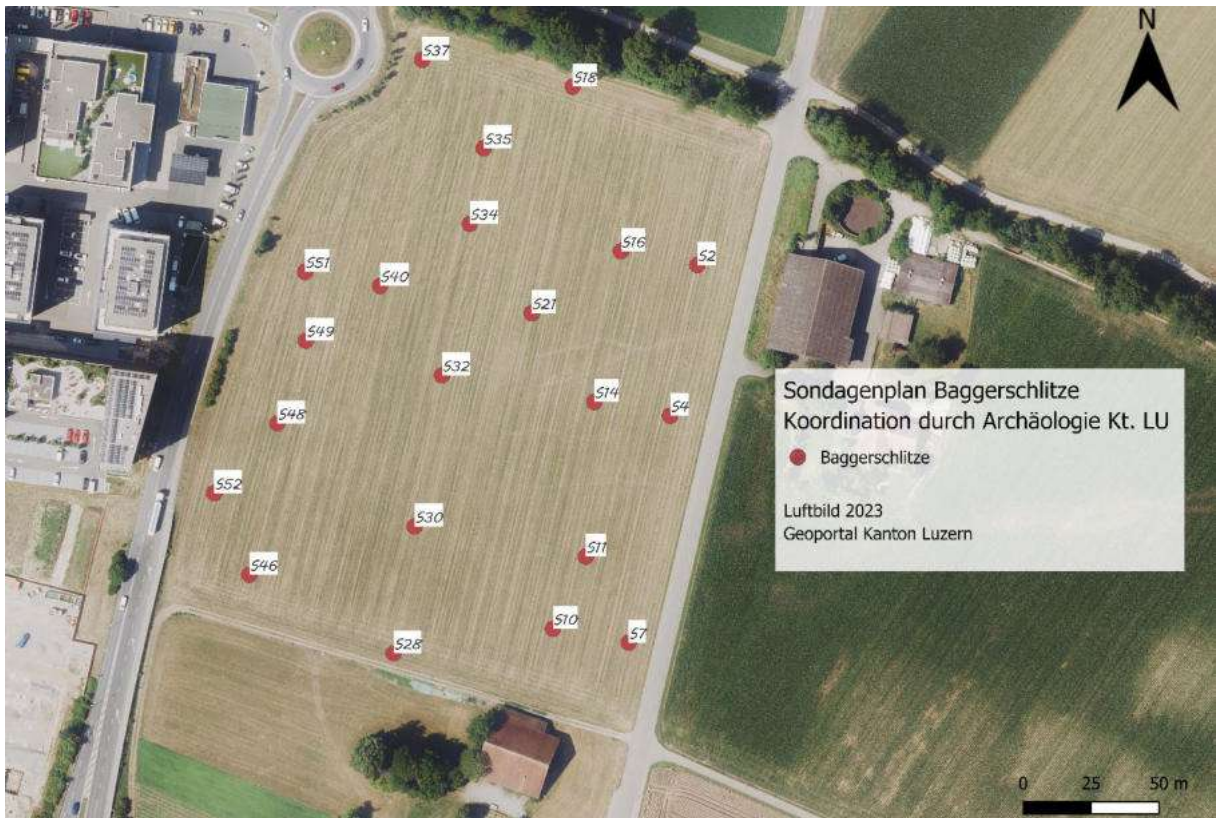 N
S37
S18
S35
S34
S16
S2
S51
S40
S21
S49
S32
S14
S4
S48
S52
S30
S11
S46
S10
S7
S28
Sondagenplan Baggerschlitze
Koordination durch Archäologie Kt. LU
Baggerschlitze
Luftbild 2023
Geoportal Kanton Luzern
0 25 50 m